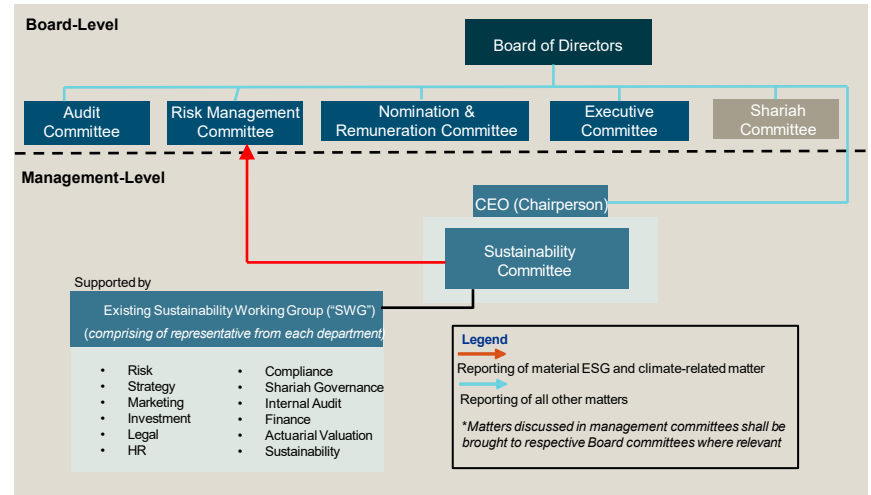 Board-Level
Board of Directors
Audit
Committee
Risk Management
Committee
Nomination &
Remuneration Committee
Executive
Committee
Shariah
Committee
Management-Level
CEO (Chairperson)
Sustainability
Committee
Supported by
Existing Sustainability Working Group (“SWG”)
(comprising of representative from each department)
• Risk
• Strategy
• Marketing
• Investment
• Legal
• HR
• Compliance
• Shariah Governance
• Internal Audit
• Finance
• Actuarial Valuation
• Sustainability
Legend
Reporting of material ESG and climate-related matter
Reporting of all other matters
*Matters discussed in management committees shall be
brought to respective Board committees where relevant